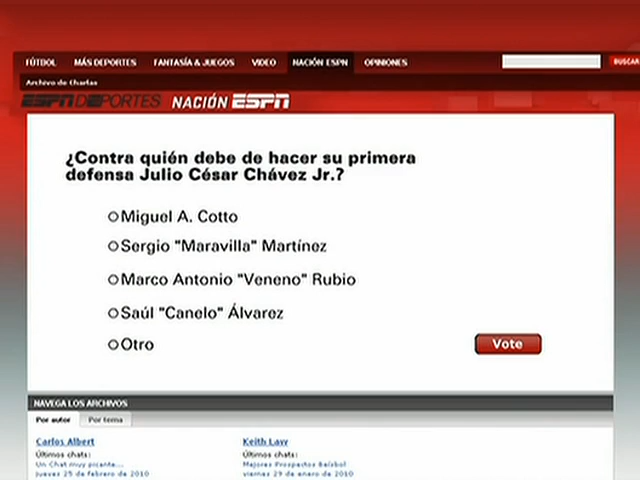 FÚTBOL MÁS DEPORTES FANTASÍA & JUEGOS VIDEO NACIÓN ESPN OPINIONES BUSCAR
Archivo de Charlas
ESPN DEPORTES NACIÓN ESPN
¿Contra quién debe de hacer su primera
defensa Julio César Chávez Jr.?
Miguel A. Cotto
Sergio "Maravilla" Martínez
Marco Antonio "Veneno" Rubio
Saúl "Canelo" Álvarez
Otro Vote
NAVEGA LOS ARCHIVOS
Por autor Por tema
Carlos Albert Keith Law
Últimos chats: Últimos chats:
Un Chat muy picante... Mejores Prospectos Beisbol
jueves 25 de febrero de 2010 viernes 29 de enero de 2010